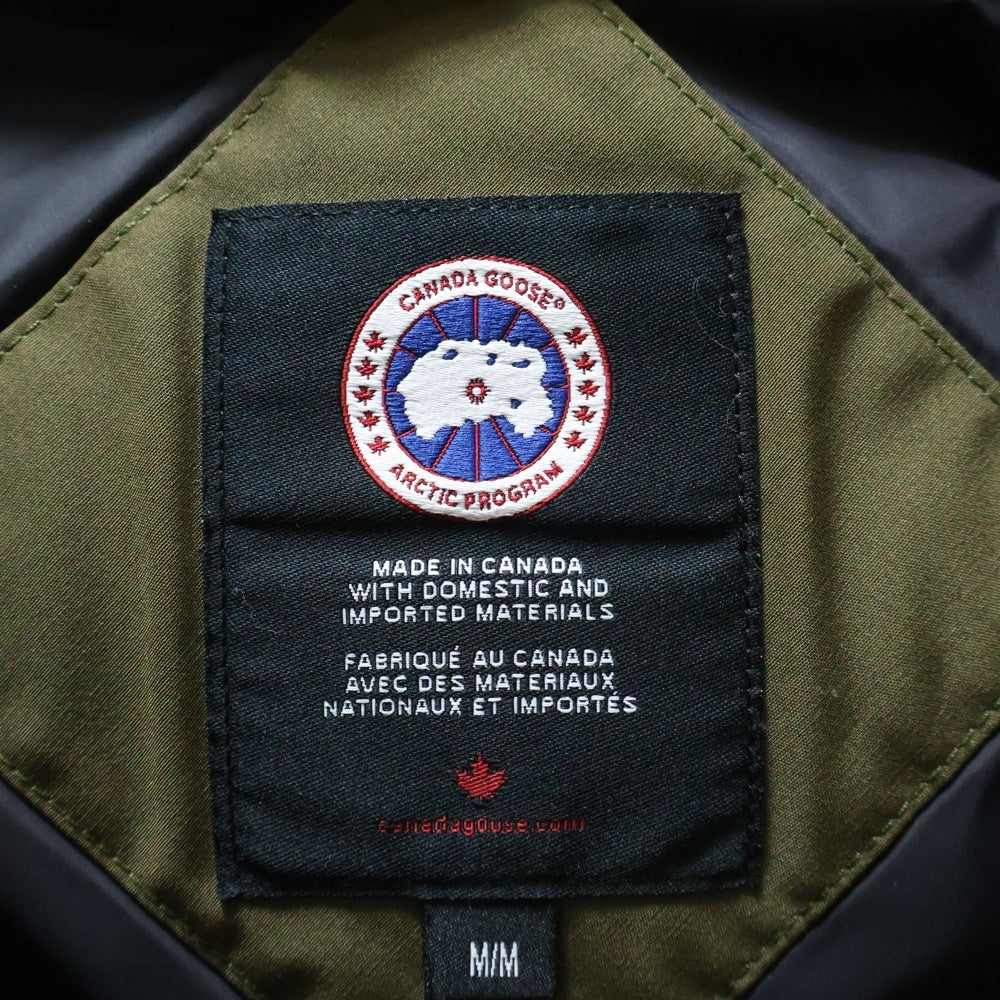 CANADA GOOSE®
ARCTIC PROGRAM
MADE IN CANADA
WITH DOMESTIC AND
IMPORTED MATERIALS
FABRIQUÉ AU CANADA
AVEC DES MATERIAUX
NATIONAUX ET IMPORTÉS
canadagoose.com
M/M